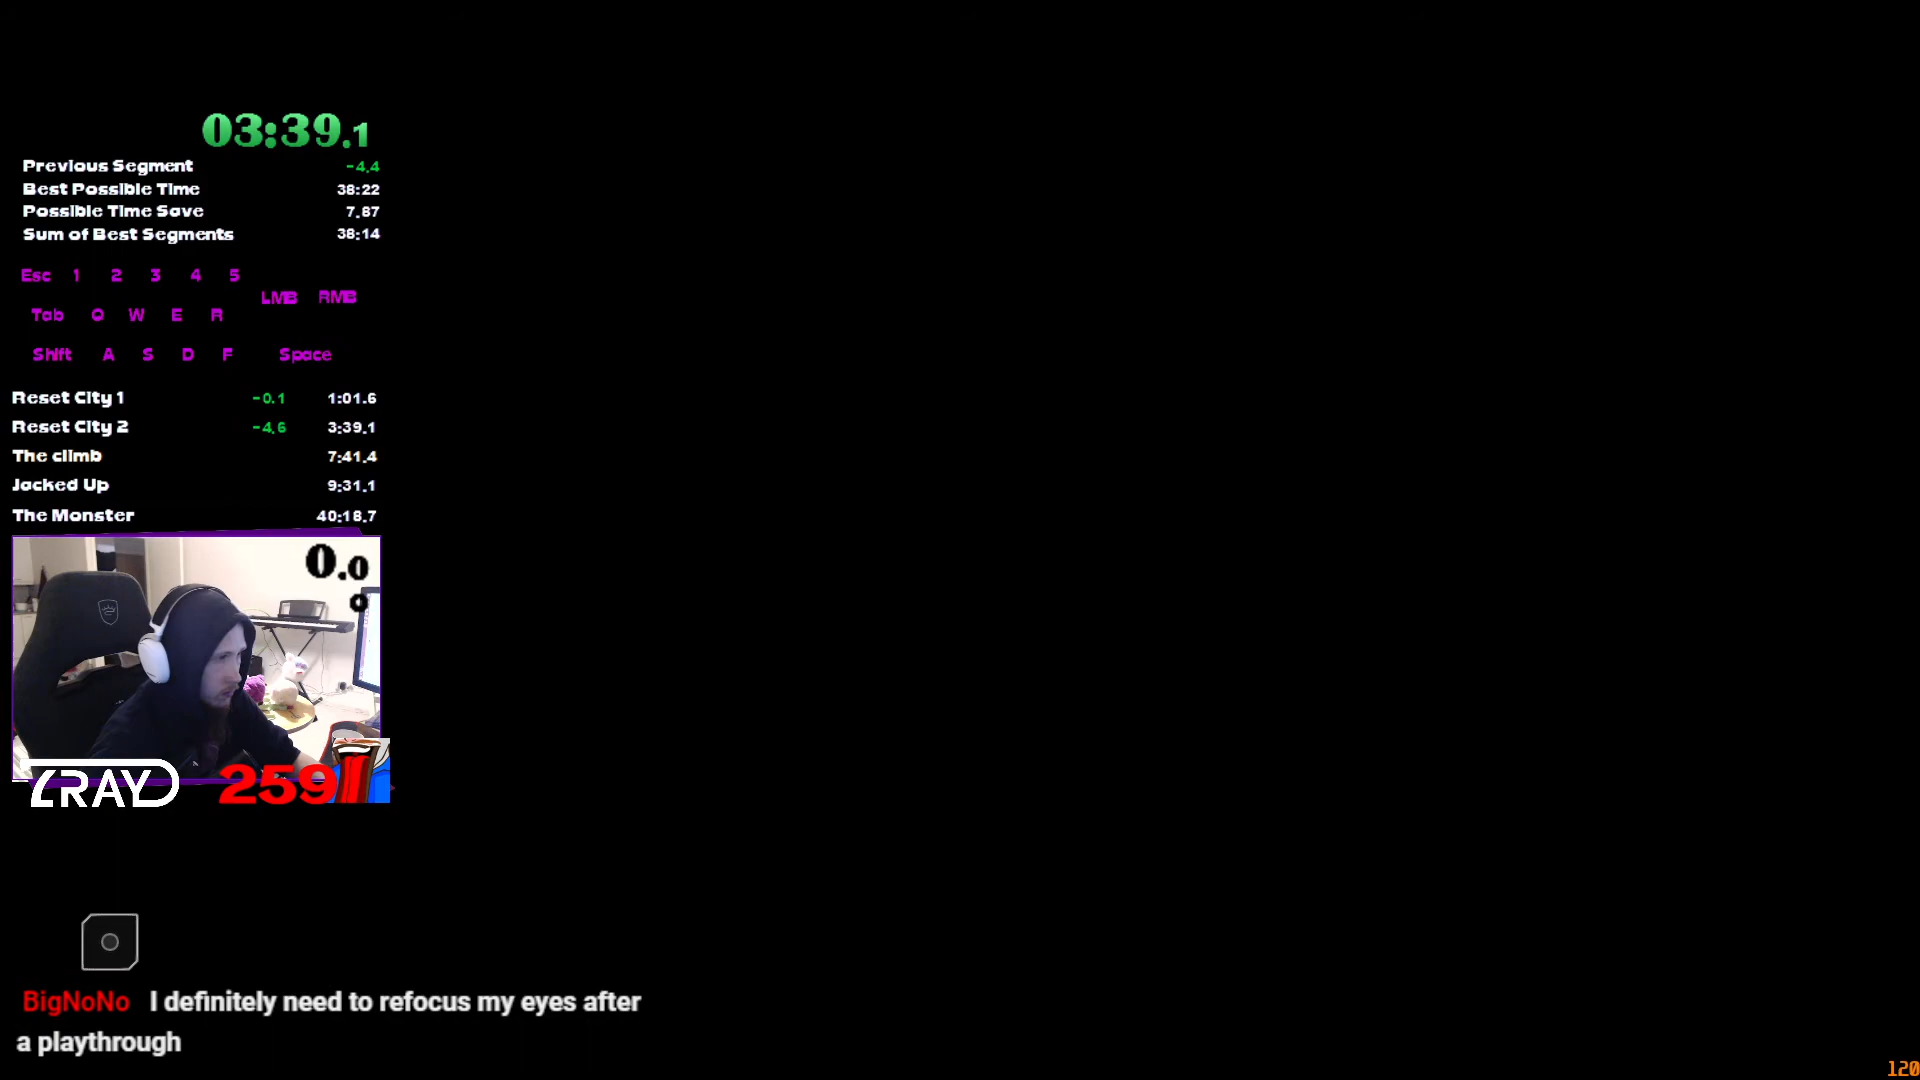 03:39.1
Previous Segment -4.4
Best Possible Time 38:22
Possible Time Save 7.87
Sum of Best Segments 38:14
Esc 1 2 3 4 5
LMB RMB
Tab Q W E R
Shift A S D F Space
Reset City 1 -0.1 1:01.6
Reset City 2 -4.6 3:39.1
The climb 7:41.4
Jacked Up 9:31.1
The Monster 40:18.7
0.0
0
ZRAY 259
BigNoNo I definitely need to refocus my eyes after
a playthrough
120